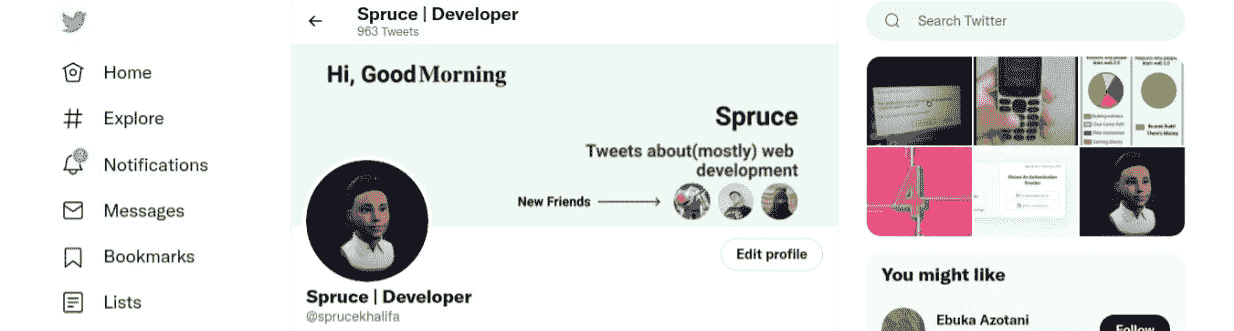 Home
Explore
Notifications
Messages
Bookmarks
Lists
Spruce | Developer
963 Tweets
Hi, Good Morning
Spruce
Tweets about(mostly) web
development
New Friends
Edit profile
Spruce | Developer
@sprucekhalifa
Search Twitter
You might like
Ebuka Azotani
Follow